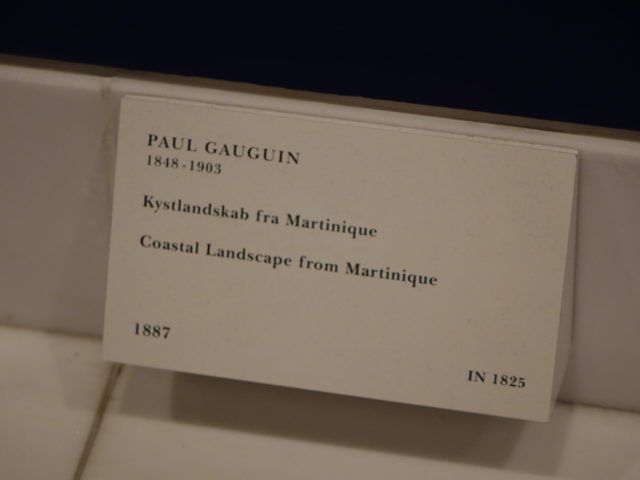 PAUL GAUGUIN
1848-1903
Kystlandskab fra Martinique
Coastal Landscape from Martinique
1887
IN 1825